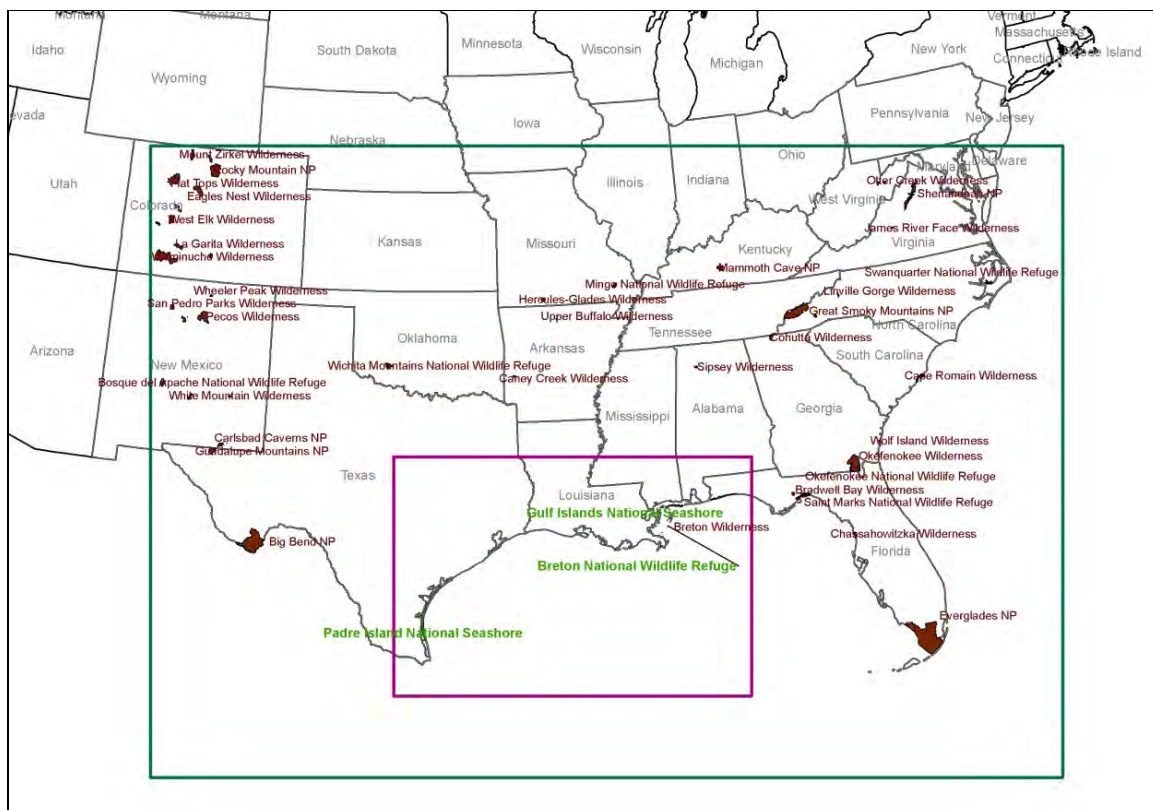 Montana
Montana
Vermont
Massachusetts
Idaho
South Dakota
Minnesota
Wisconsin
New York
Connecticut
Rhode Island
Wyoming
Michigan
Pennsylvania
New Jersey
Iowa
Nebraska
Ohio
Mount Zirkel Wilderness
Rocky Mountain NP
Maryland
Delaware
Utah
Flat Tops Wilderness
Illinois
Indiana
Otter Creek Wilderness
Eagles Nest Wilderness
West Virginia
Shenandoah NP
Colorado
West Elk Wilderness
James River Face Wilderness
Kansas
Missouri
Kentucky
Virginia
La Garita Wilderness
Weminuche Wilderness
Mammoth Cave NP
Swanquarter National Wildlife Refuge
Mingo National Wildlife Refuge
Wheeler Peak Wilderness
Linville Gorge Wilderness
San Pedro Parks Wilderness
Hercules-Glades Wilderness
Great Smoky Mountains NP
Pecos Wilderness
Upper Buffalo Wilderness
North Carolina
Tennessee
Oklahoma
Cohutta Wilderness
Arizona
Arkansas
South Carolina
New Mexico
Wichita Mountains National Wildlife Refuge
Sipsey Wilderness
Caney Creek Wilderness
Cape Romain Wilderness
Bosque del Apache National Wildlife Refuge
White Mountain Wilderness
Mississippi
Alabama
Georgia
Carlsbad Caverns NP
Wolf Island Wilderness
Guadalupe Mountains NP
Okefenokee Wilderness
Texas
Okefenokee National Wildlife Refuge
Louisiana
Bradwell Bay Wilderness
Saint Marks National Wildlife Refuge
Gulf Islands National Seashore
Breton Wilderness
Chassahowitzka Wilderness
Big Bend NP
Florida
Breton National Wildlife Refuge
Everglades NP
Padre Island National Seashore